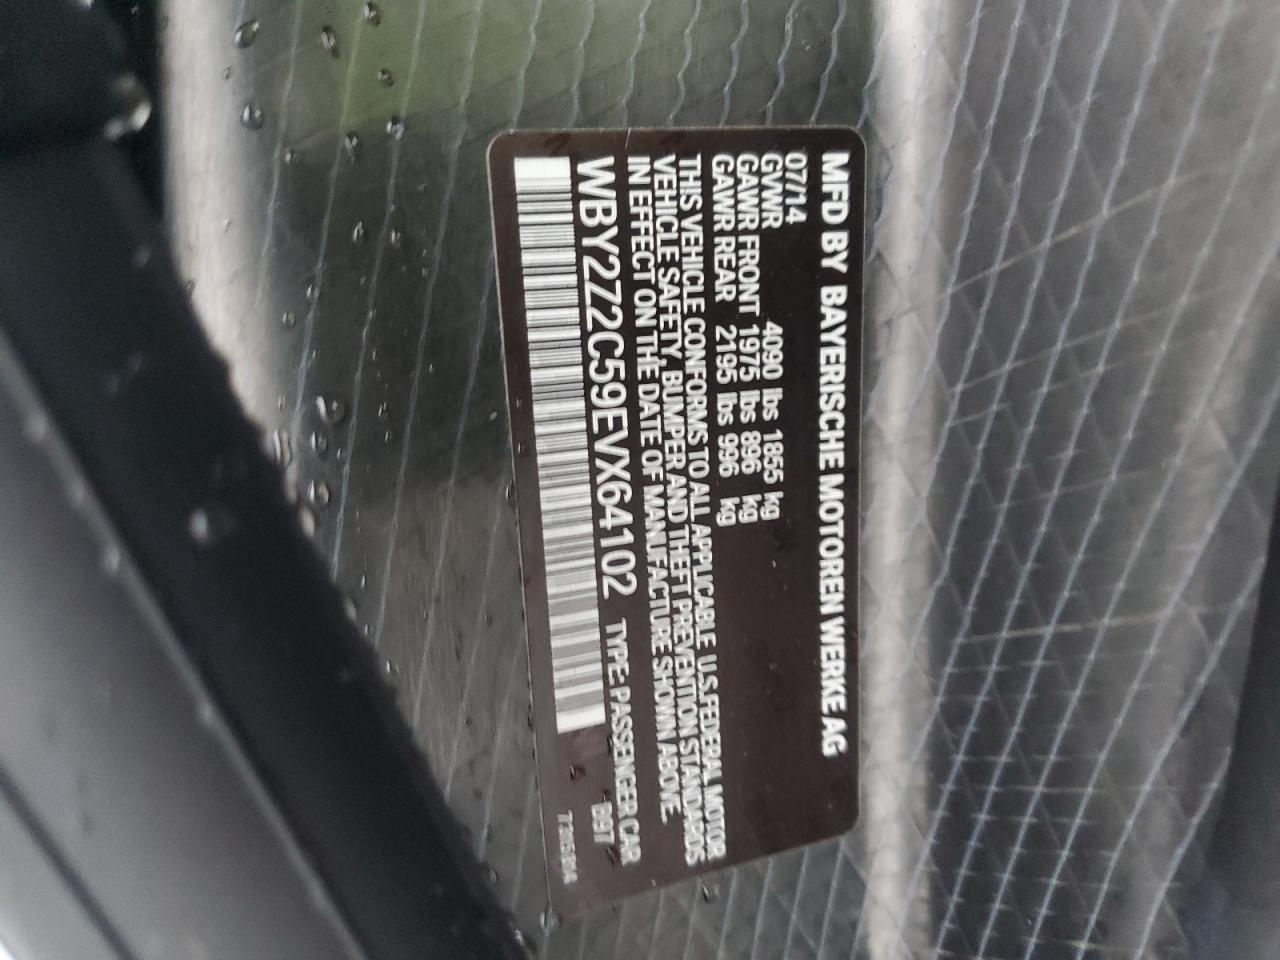 MFD BY BAYERISCHE MOTOREN WERKE AG
07/14
GVWR 4090 lbs 1855 kg
GAWR FRONT 1975 lbs 896 kg
GAWR REAR 2195 lbs 996 kg
THIS VEHICLE CONFORMS TO ALL APPLICABLE U.S.FEDERAL MOTOR
VEHICLE SAFETY, BUMPER AND THEFT PREVENTION STANDARDS
IN EFFECT ON THE DATE OF MANUFACTURE SHOWN ABOVE.
WBY2Z2C59EVX64102 TYPE: PASSENGER CAR